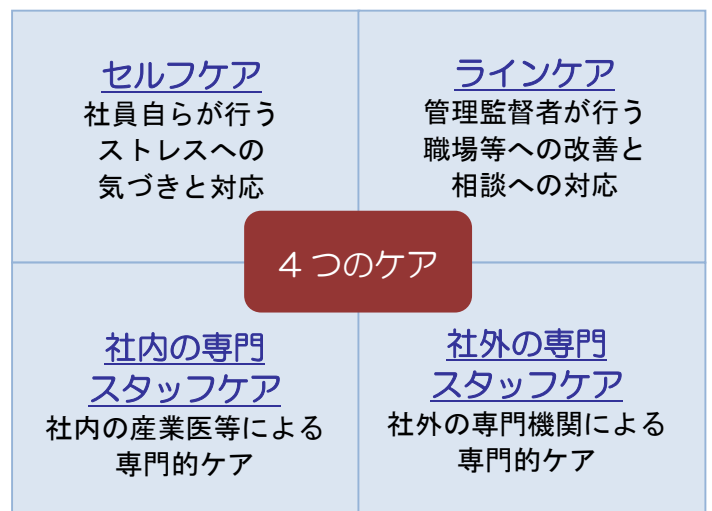 セルフケア
社員自らが行う
ストレスへの
気づきと対応
ラインケア
管理監督者が行う
職場等への改善と
相談への対応
4つのケア
社内の専門
スタッフケア
社内の産業医等による
専門的ケア
社外の専門
スタッフケア
社外の専門機関による
専門的ケア